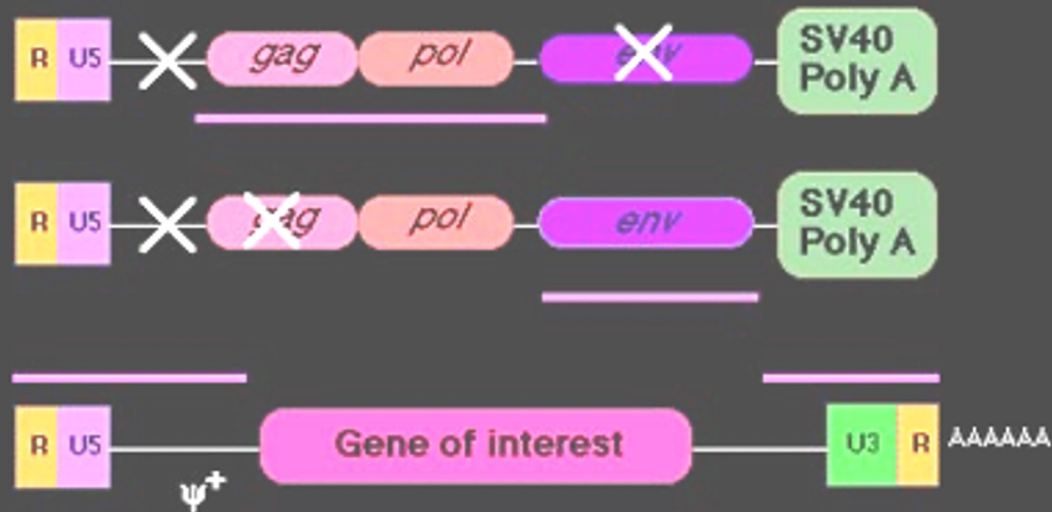 R U5 gag pol env SV40
Poly A
R U5 gag pol env SV40
Poly A
R U5 Gene of interest U3 R AAAAAA
ψ+